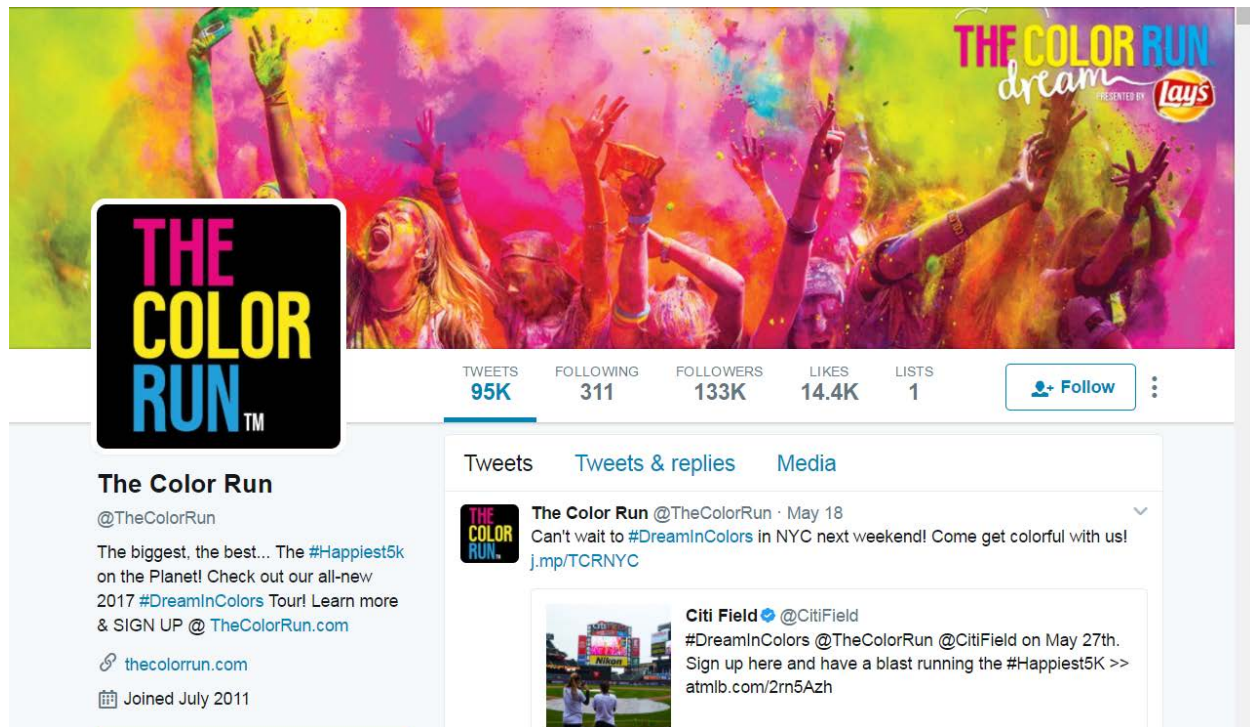 THE COLOR RUN
dream
PRESENTED BY Lay's
THE
COLOR
RUN TM
TWEETS FOLLOWING FOLLOWERS LIKES LISTS
95K 311 133K 14.4K 1
Follow
The Color Run
@TheColorRun
The biggest, the best... The #Happiest5k
on the Planet! Check out our all-new
2017 #DreamInColors Tour! Learn more
& SIGN UP @ TheColorRun.com
thecolorrun.com
Joined July 2011
Tweets Tweets & replies Media
THE
COLOR
RUN
The Color Run @TheColorRun · May 18
Can't wait to #DreamInColors in NYC next weekend! Come get colorful with us!
j.mp/TCRNYC
Citi Field @CitiField
#DreamInColors @TheColorRun @CitiField on May 27th.
Sign up here and have a blast running the #Happiest5K >>
atmlb.com/2rn5Azh
Nikon